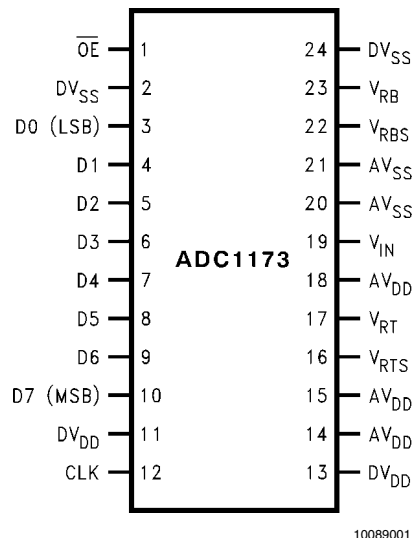 O̅E̅ 1 24 DVSS
DVSS 2 23 VRB
D0 (LSB) 3 22 VRBS
D1 4 21 AVSS
D2 5 20 AVSS
D3 6 19 VIN
ADC1173
D4 7 18 AVDD
D5 8 17 VRT
D6 9 16 VRTS
D7 (MSB) 10 15 AVDD
DVDD 11 14 AVDD
CLK 12 13 DVDD
10089001